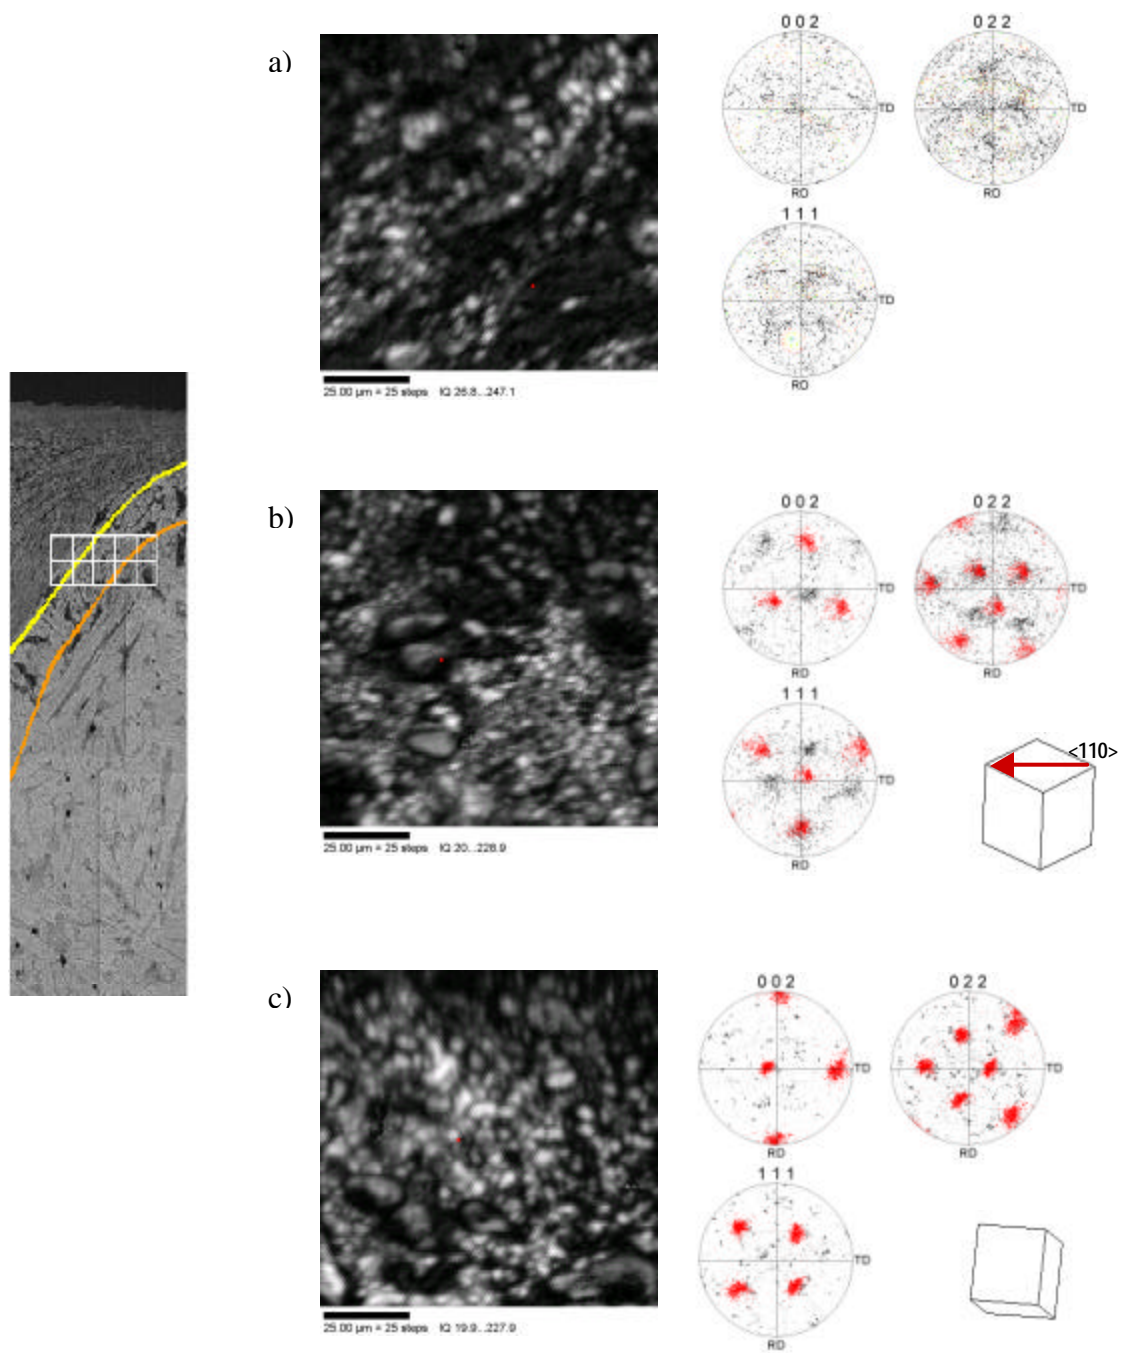 a)
0 0 2
0 2 2
TD
TD
RD
RD
1 1 1
TD
RD
25.00 µm = 25 steps IQ 26.8...247.1
b)
0 0 2
0 2 2
TD
TD
RD
RD
1 1 1
TD
RD
<110>
25.00 µm = 25 steps IQ 20...228.9
c)
0 0 2
0 2 2
TD
TD
RD
RD
1 1 1
TD
RD
25.00 µm = 25 steps IQ 19.9...227.9